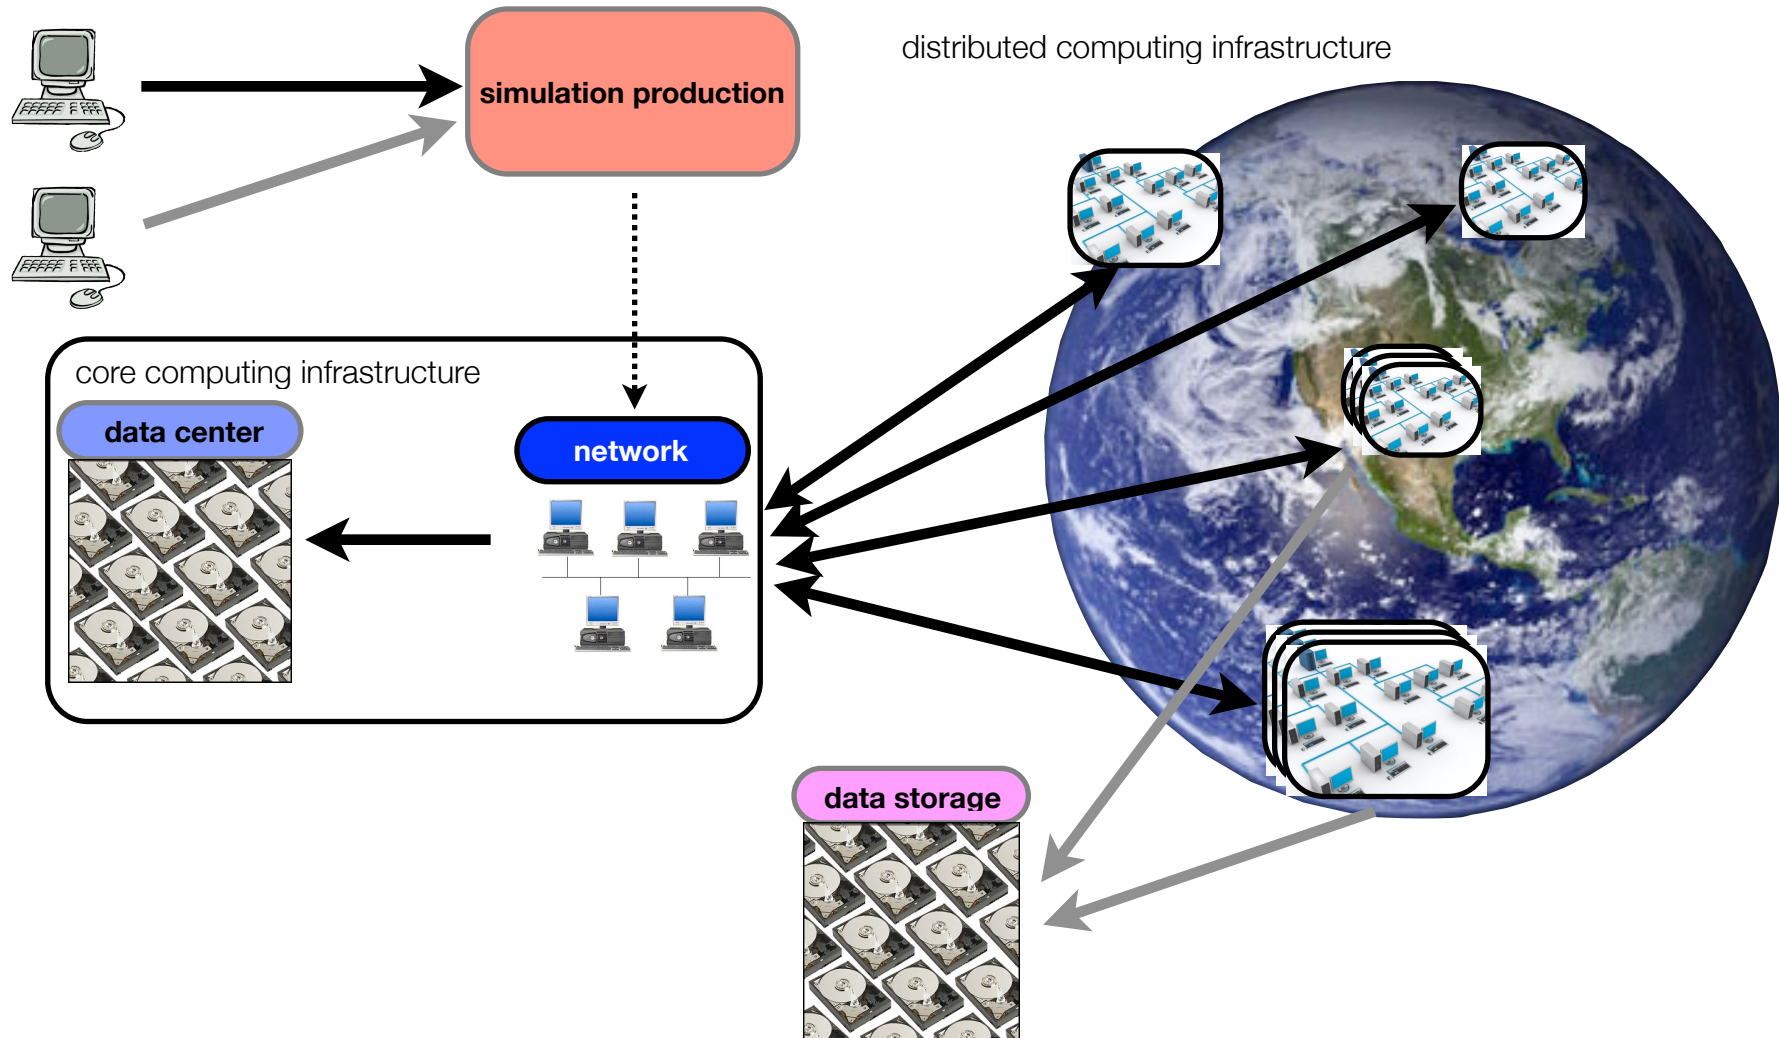 distributed computing infrastructure
simulation production
core computing infrastructure
data center
network
data storage